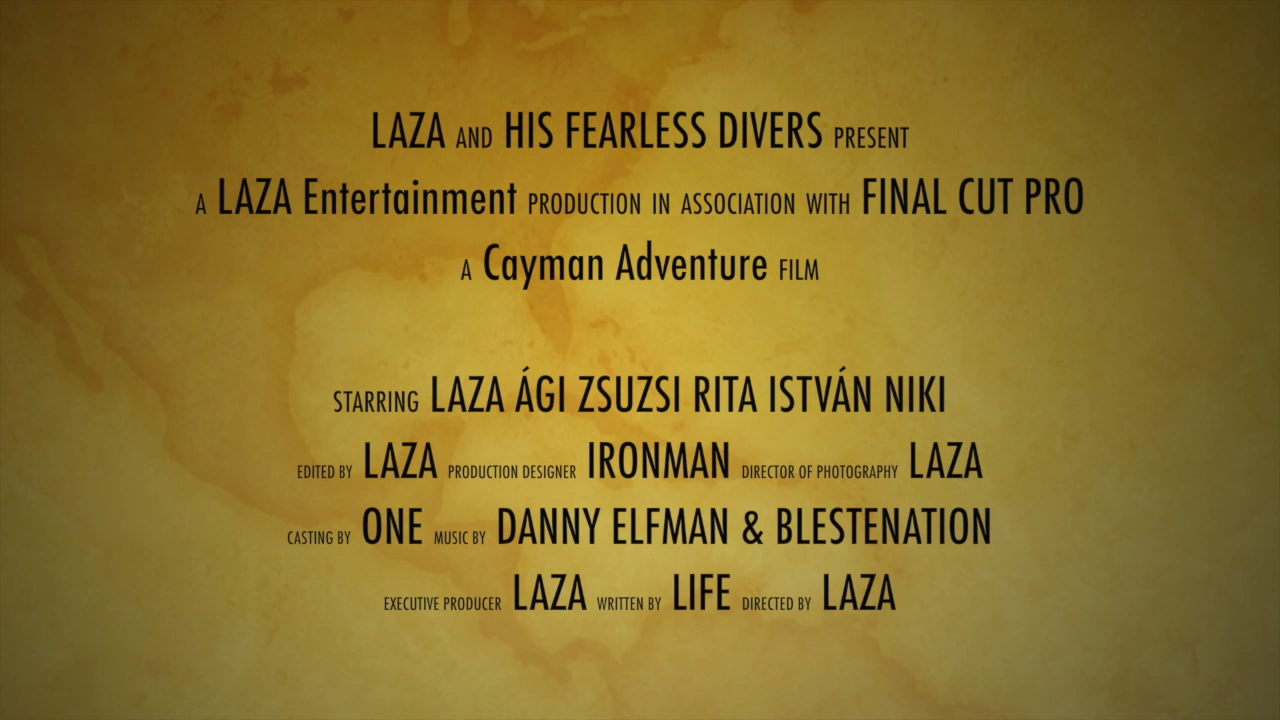 LAZA AND HIS FEARLESS DIVERS PRESENT
A LAZA Entertainment PRODUCTION IN ASSOCIATION WITH FINAL CUT PRO
A Cayman Adventure FILM
STARRING LAZA ÁGI ZSUZSI RITA ISTVÁN NIKI
EDITED BY LAZA PRODUCTION DESIGNER IRONMAN DIRECTOR OF PHOTOGRAPHY LAZA
CASTING BY ONE MUSIC BY DANNY ELFMAN & BLESTENATION
EXECUTIVE PRODUCER LAZA WRITTEN BY LIFE DIRECTED BY LAZA